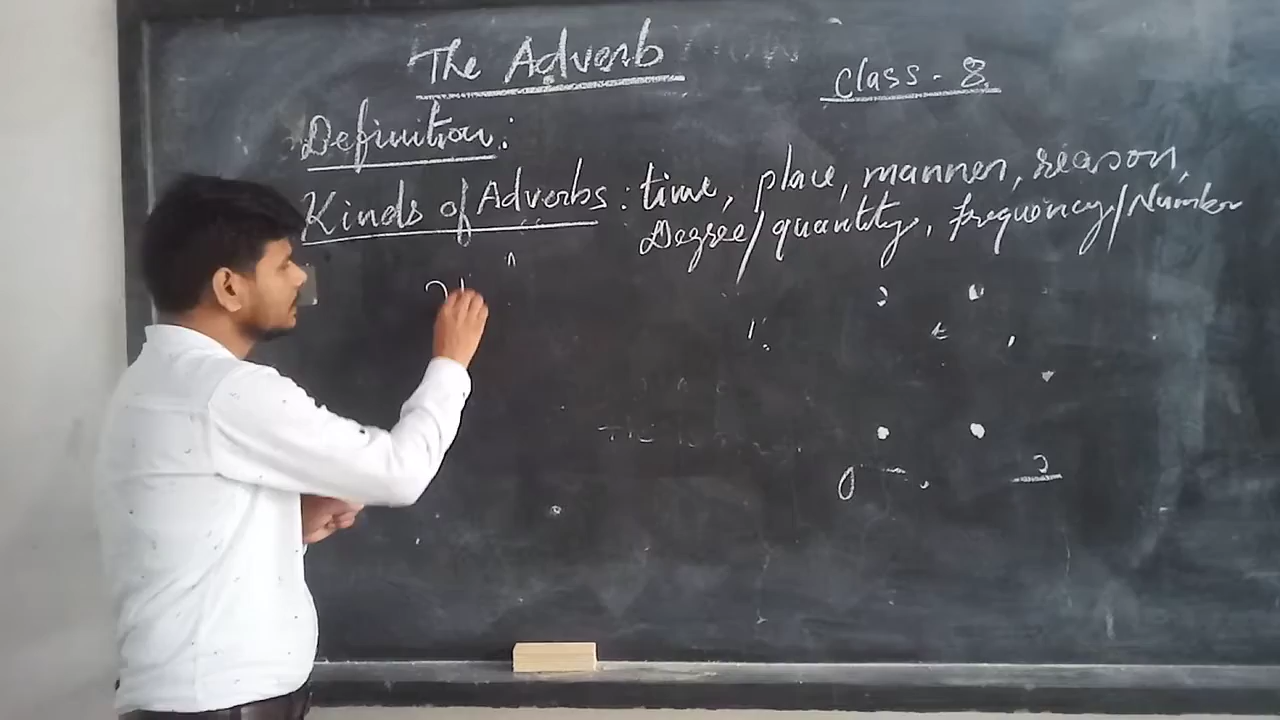 The Adverb
Class - 8.
Definition:
Kinds of Adverbs: time, place, manner, reason,
Degree/quantity, frequency/Number